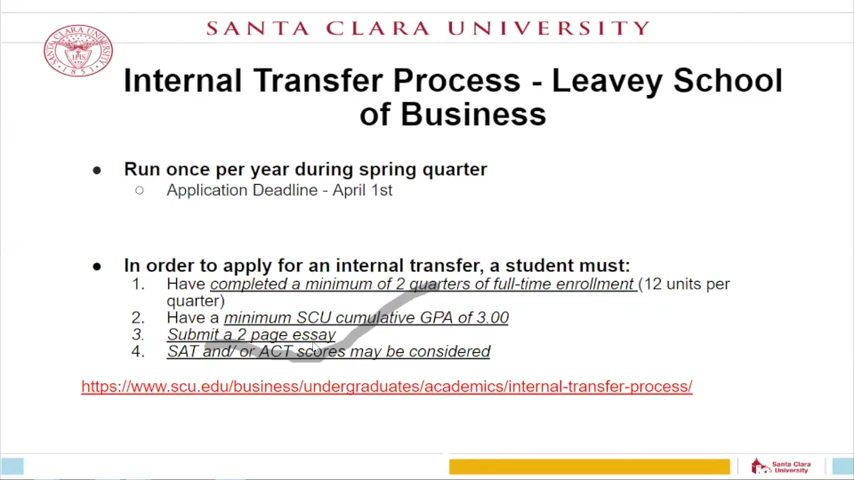 SANTA CLARA UNIVERSITY
Internal Transfer Process - Leavey School
of Business
● Run once per year during spring quarter
○ Application Deadline - April 1st
● In order to apply for an internal transfer, a student must:
1. Have completed a minimum of 2 quarters of full-time enrollment (12 units per
quarter)
2. Have a minimum SCU cumulative GPA of 3.00
3. Submit a 2 page essay
4. SAT and/ or ACT scores may be considered
https://www.scu.edu/business/undergraduates/academics/internal-transfer-process/
Santa Clara
University